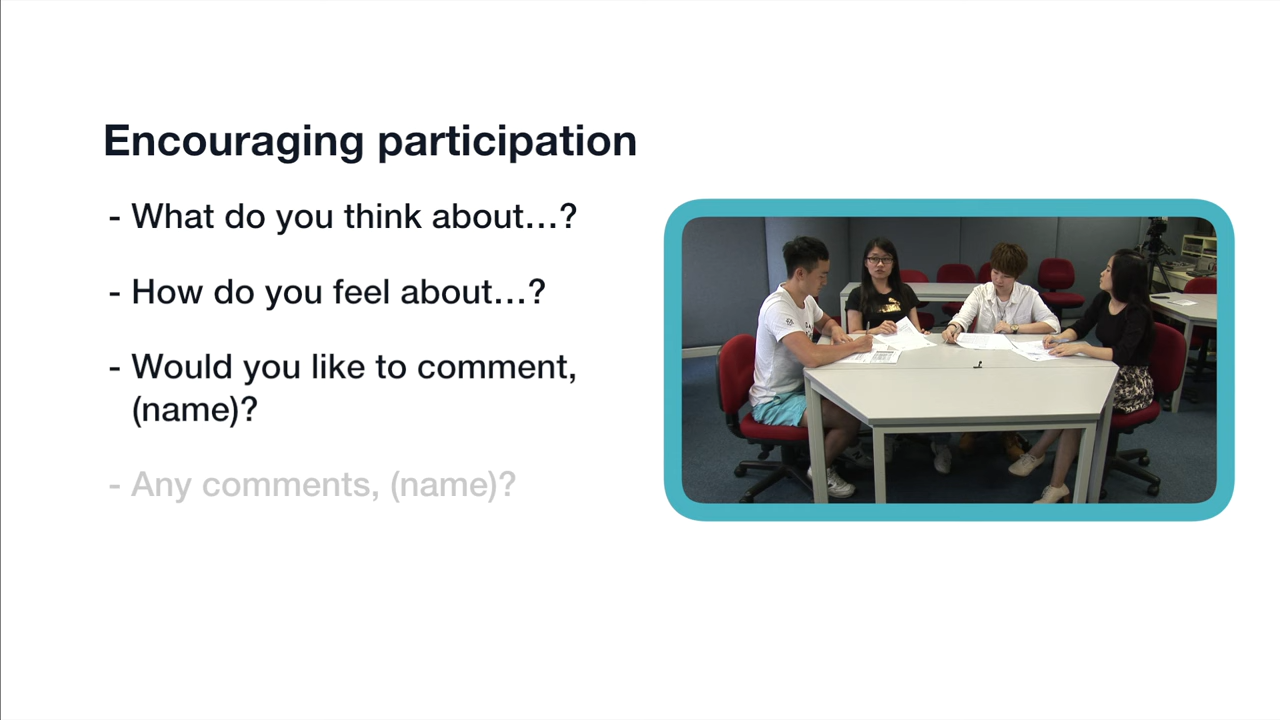 Encouraging participation
- What do you think about…?
- How do you feel about…?
- Would you like to comment,
(name)?
- Any comments, (name)?